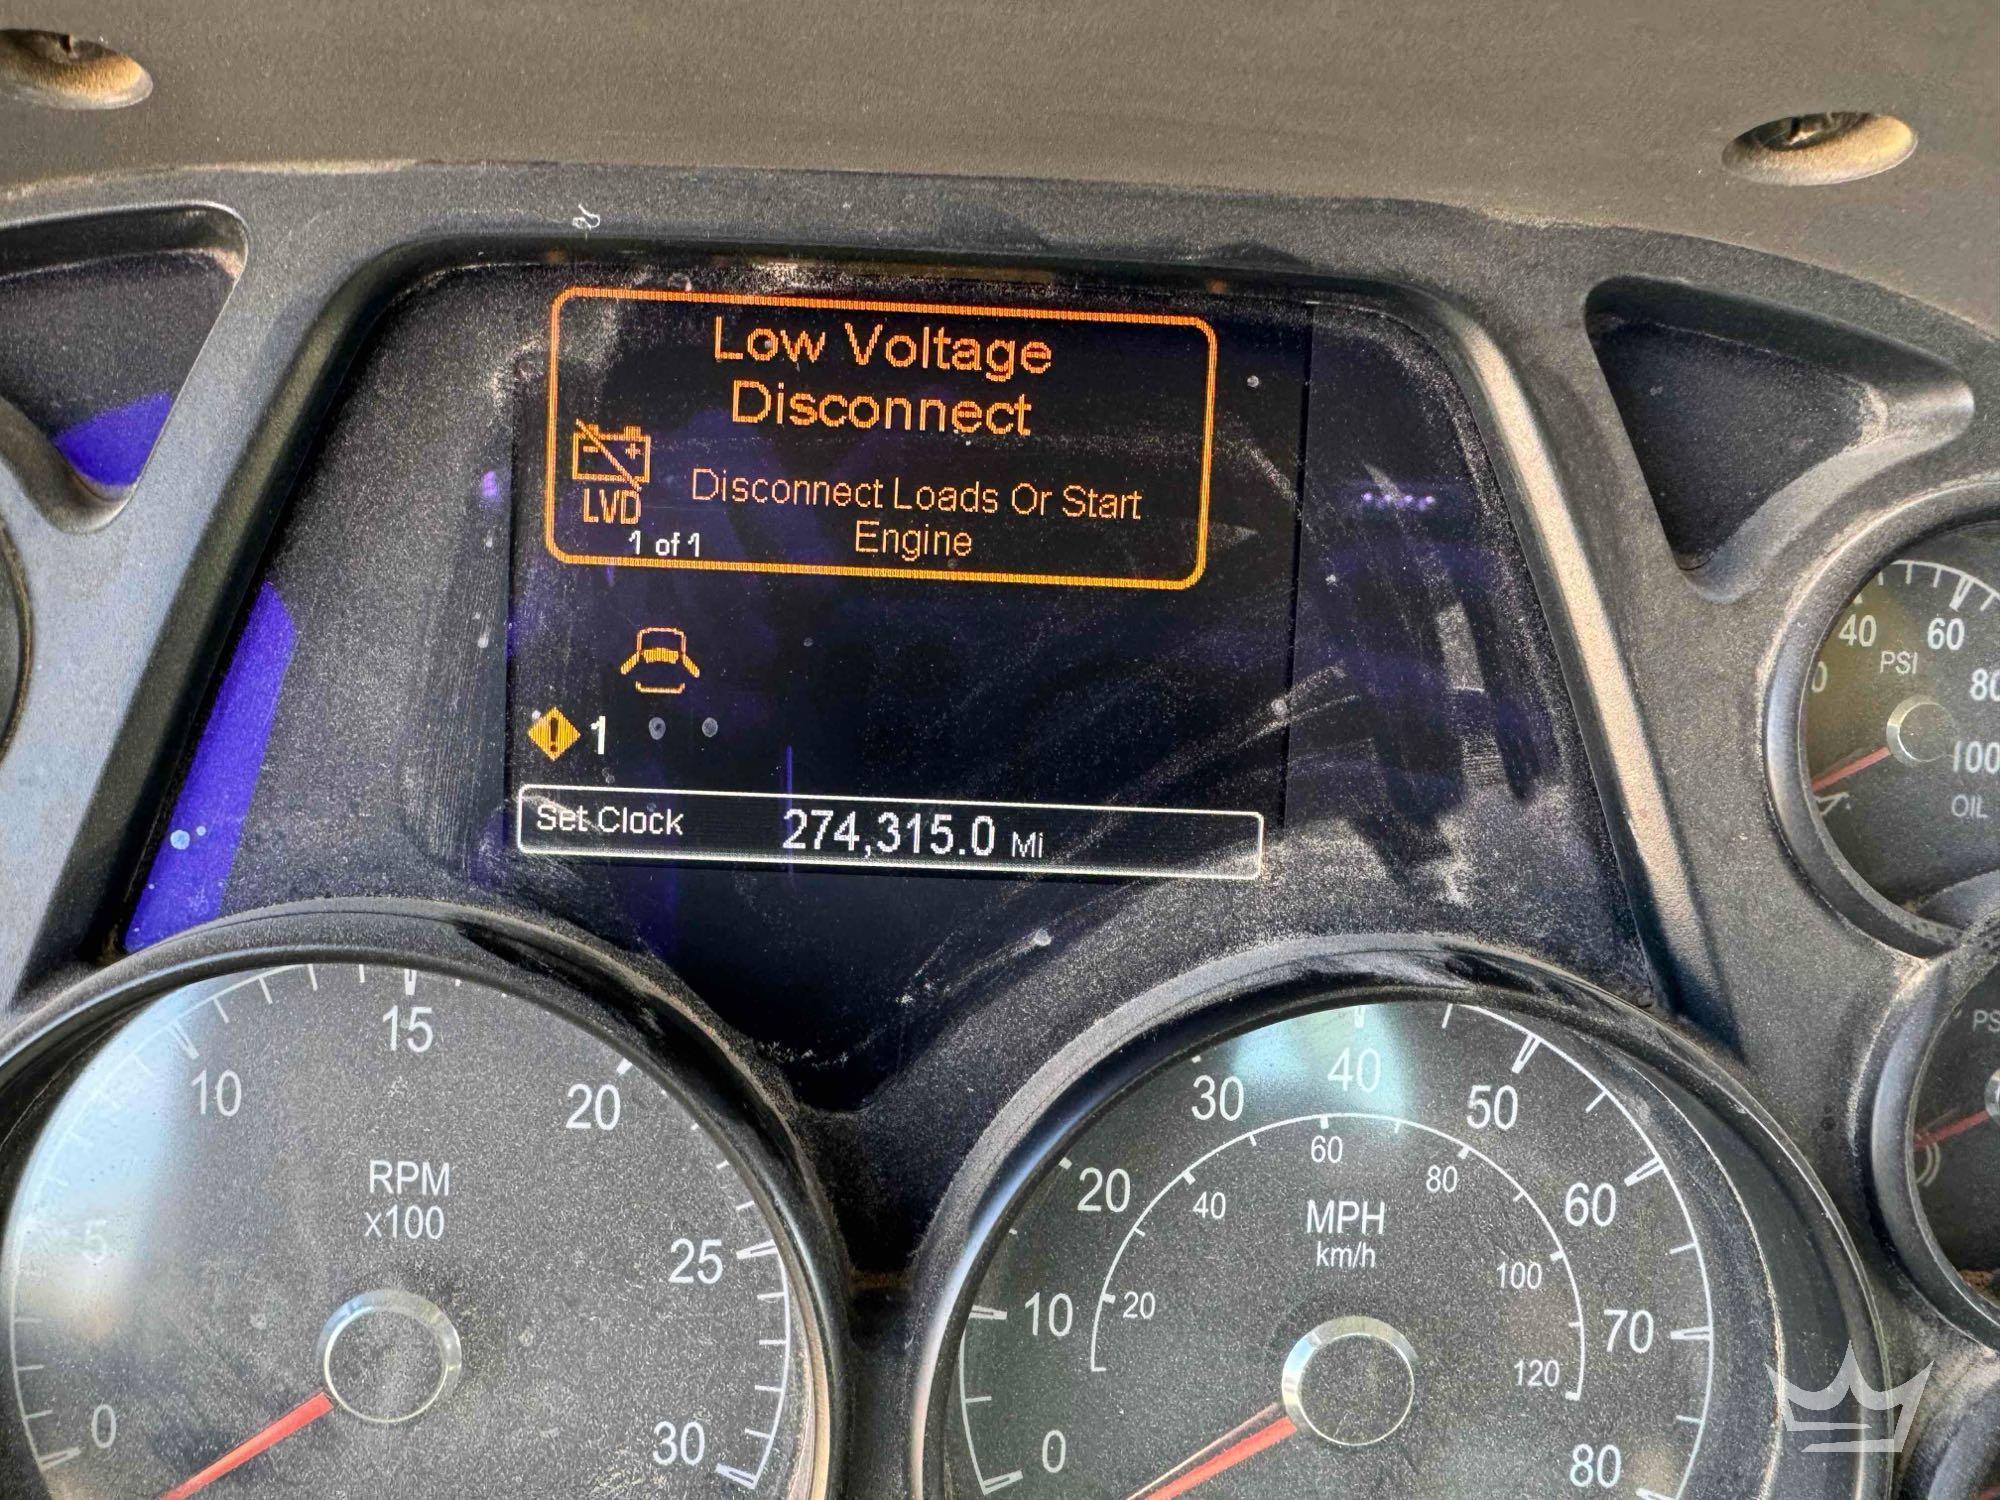 Low Voltage
Disconnect
LVD
Disconnect Loads Or Start
Engine
1 of 1
1
Set Clock 274,315.0 Mi
40 60
PSI
0
80
100
OIL
15
10 20
RPM
x100
5
25
0
30
40
30 50
60
20 80 60
40
MPH
km/h
100
10 20 70
120
0
80